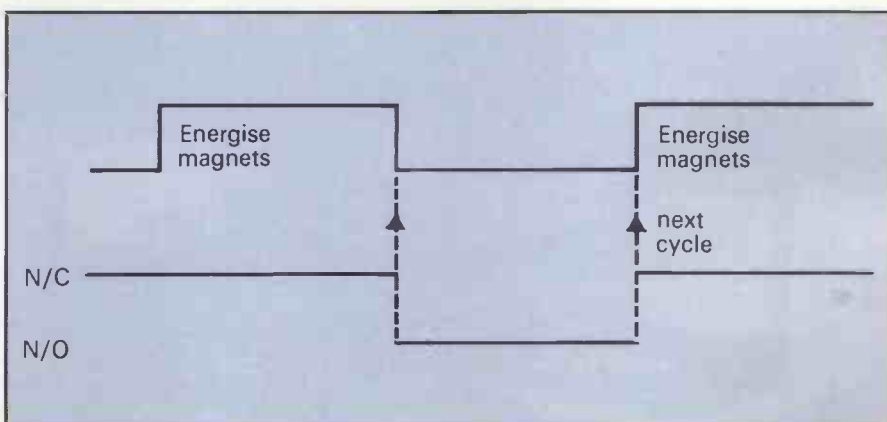 Energise
magnets
Energise
magnets
next
cycle
N/C
N/O